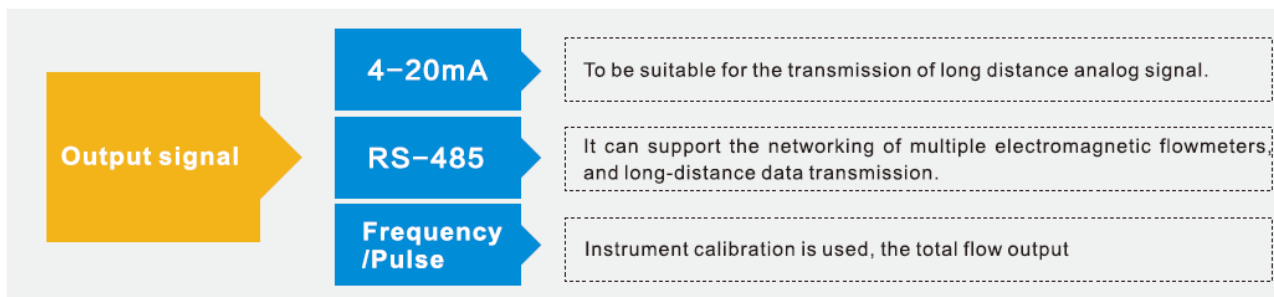 Output signal
4-20mA
To be suitable for the transmission of long distance analog signal.
RS-485
It can support the networking of multiple electromagnetic flowmeters,
and long-distance data transmission.
Frequency
/Pulse
Instrument calibration is used, the total flow output